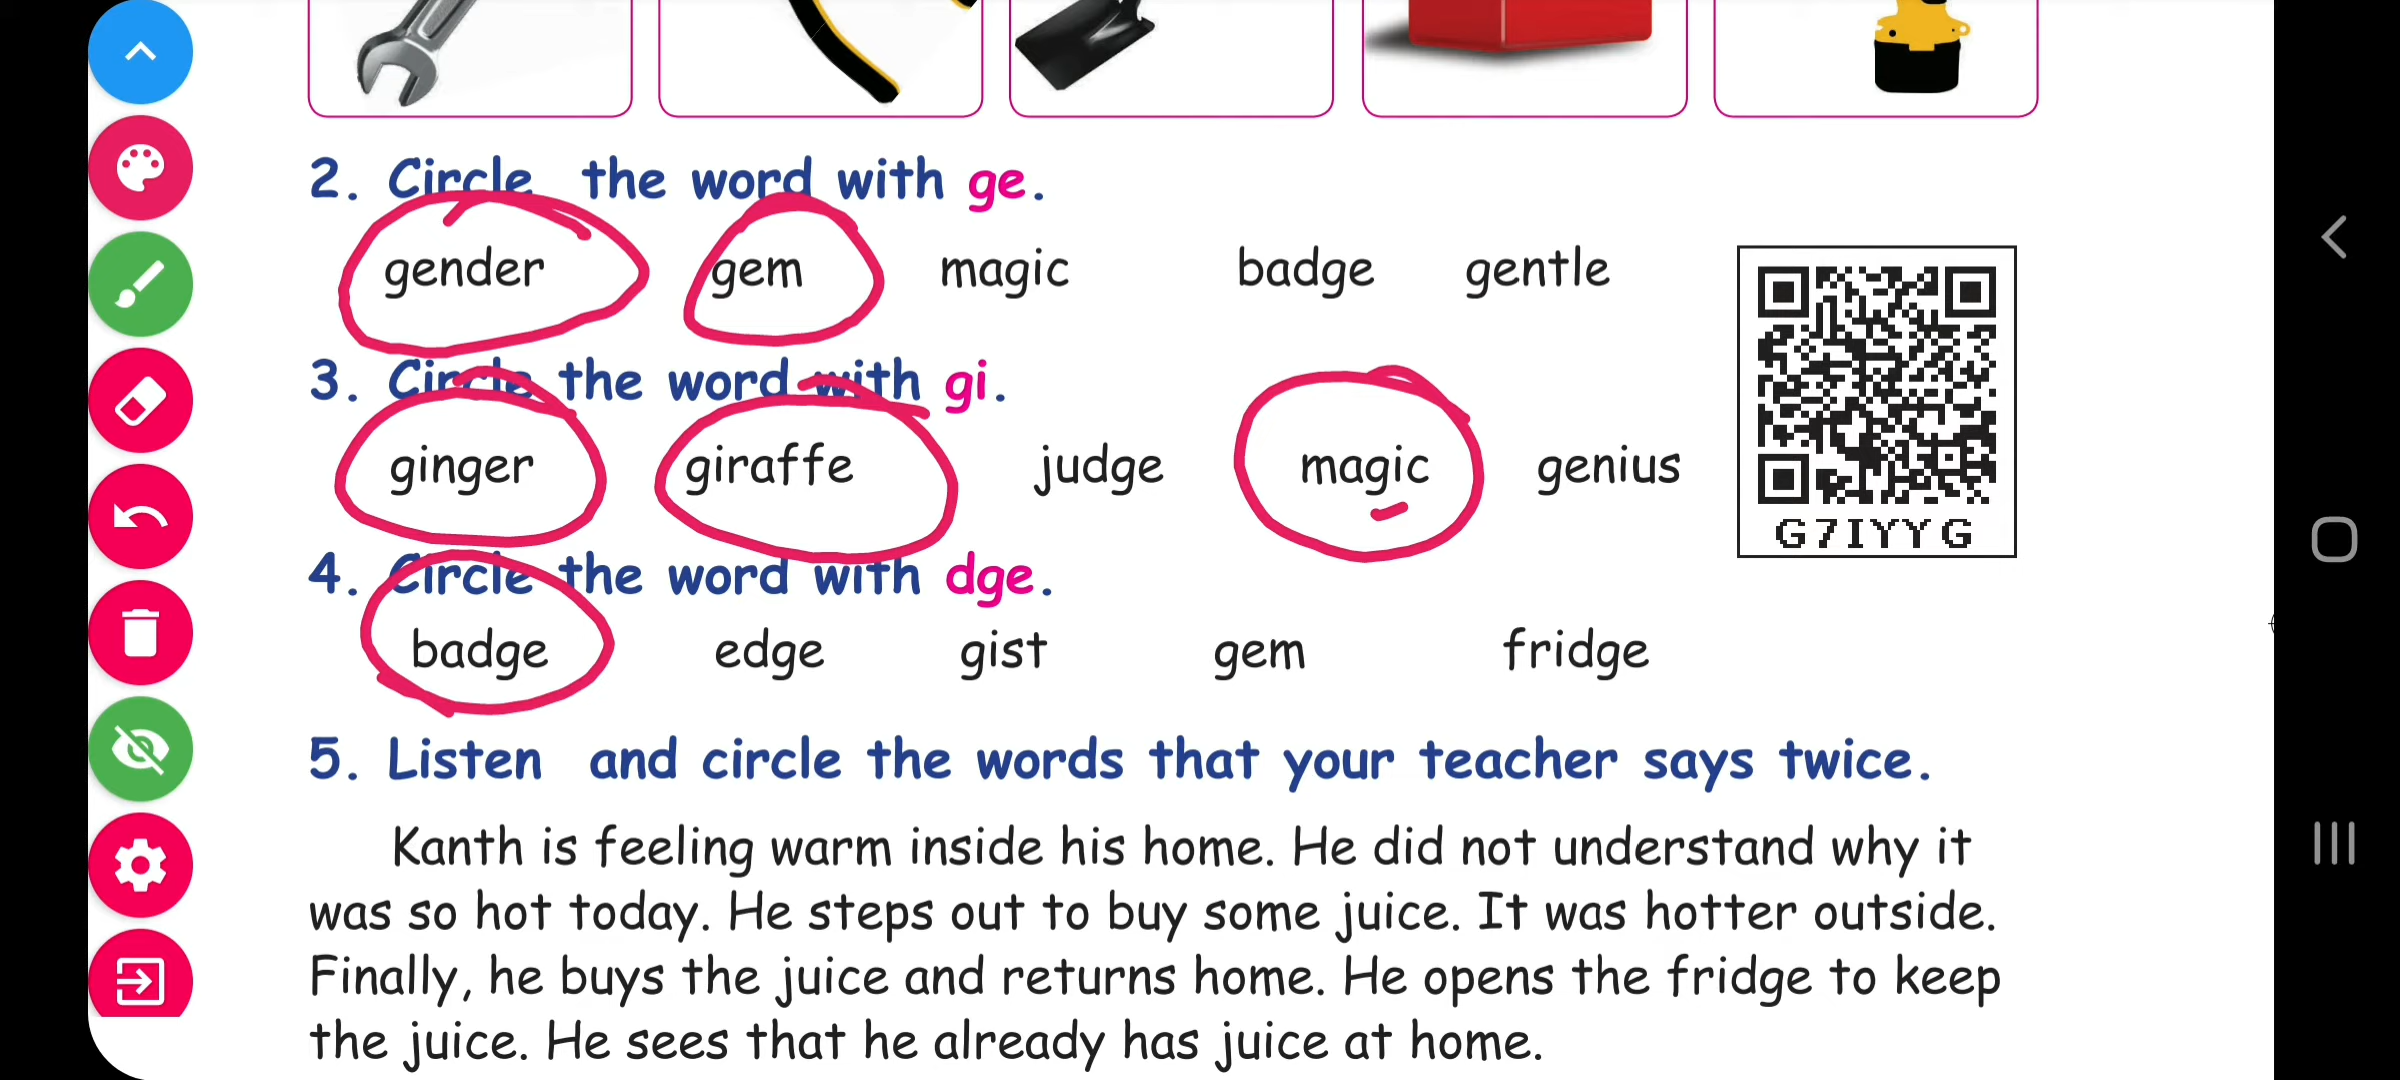 2. Circle the word with ge.
gender gem magic badge gentle
3. Circle the word with gi.
ginger giraffe judge magic genius
G7IYYG
4. Circle the word with dge.
badge edge gist gem fridge
5. Listen and circle the words that your teacher says twice.
Kanth is feeling warm inside his home. He did not understand why it
was so hot today. He steps out to buy some juice. It was hotter outside.
Finally, he buys the juice and returns home. He opens the fridge to keep
the juice. He sees that he already has juice at home.